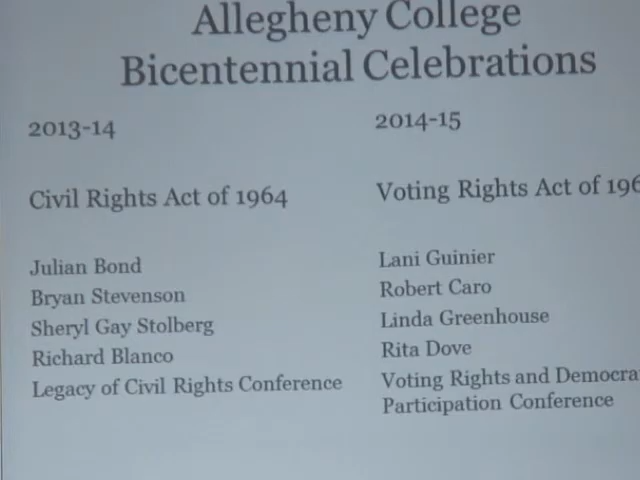 Allegheny College
Bicentennial Celebrations
2013-14
Civil Rights Act of 1964
Julian Bond
Bryan Stevenson
Sheryl Gay Stolberg
Richard Blanco
Legacy of Civil Rights Conference
2014-15
Voting Rights Act of
Lani Guinier
Robert Caro
Linda Greenhouse
Rita Dove
Voting Rights and
Participation Conference